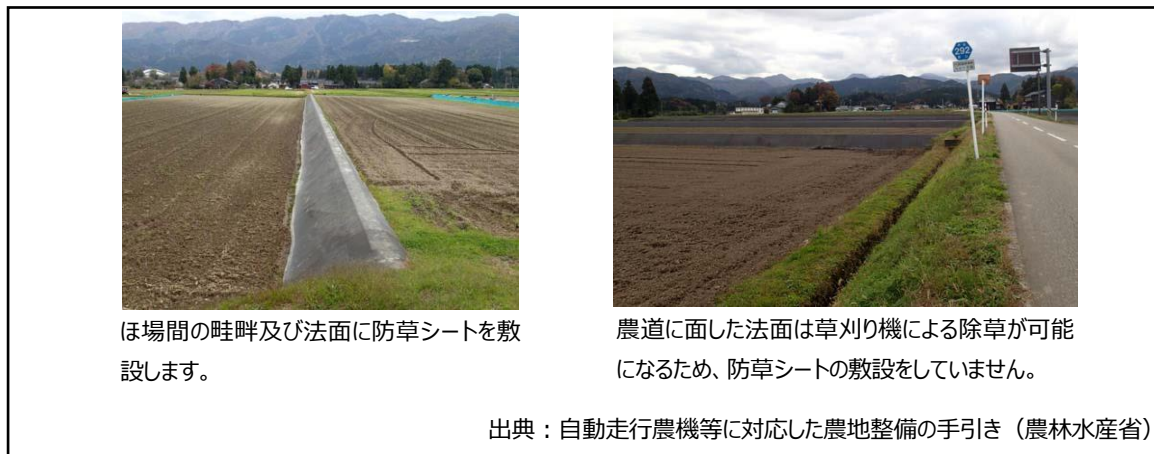 292
ほ場間の畦畔及び法面に防草シートを敷
設します。
農道に面した法面は草刈り機による除草が可能
になるため、防草シートの敷設をしていません。
出典：自動走行農機等に対応した農地整備の手引き（農林水産省）